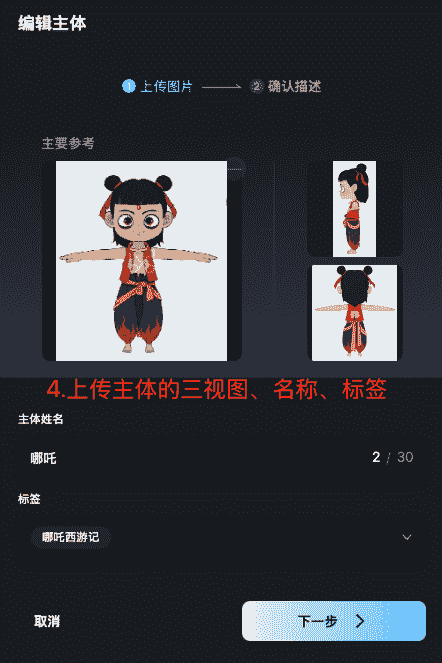 编辑主体
1 上传图片
2 确认描述
主要参考
4.上传主体的三视图、名称、标签
主体姓名
哪吒
2 / 30
标签
哪吒西游记
取消
下一步